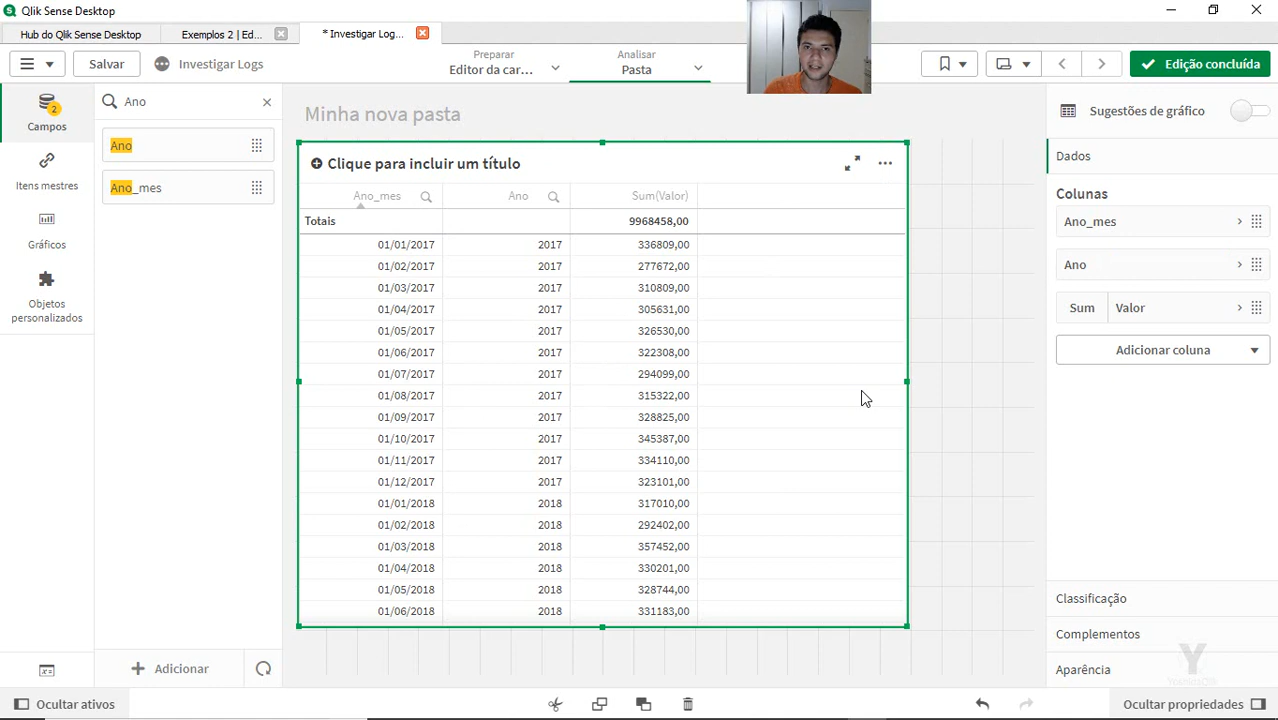 Qlik Sense Desktop
Hub do Qlik Sense Desktop
Exemplos 2 | Ed...
* Investigar Log...
Salvar
Investigar Logs
Preparar
Editor da car...
Analisar
Pasta
Edição concluída
Campos
2
Itens mestres
Gráficos
Objetos
personalizados
Ano
Ano
Ano_mes
Minha nova pasta
Clique para incluir um título
Ano_mes Ano Sum(Valor)
Totais 9968458,00
01/01/2017 2017 336809,00
01/02/2017 2017 277672,00
01/03/2017 2017 310809,00
01/04/2017 2017 305631,00
01/05/2017 2017 326530,00
01/06/2017 2017 322308,00
01/07/2017 2017 294099,00
01/08/2017 2017 315322,00
01/09/2017 2017 328825,00
01/10/2017 2017 345387,00
01/11/2017 2017 334110,00
01/12/2017 2017 323101,00
01/01/2018 2018 317010,00
01/02/2018 2018 292402,00
01/03/2018 2018 357452,00
01/04/2018 2018 330201,00
01/05/2018 2018 328744,00
01/06/2018 2018 331183,00
Sugestões de gráfico
Dados
Colunas
Ano_mes
Ano
Sum Valor
Adicionar coluna
Classificação
Complementos
Aparência
Adicionar
Ocultar ativos
Ocultar propriedades